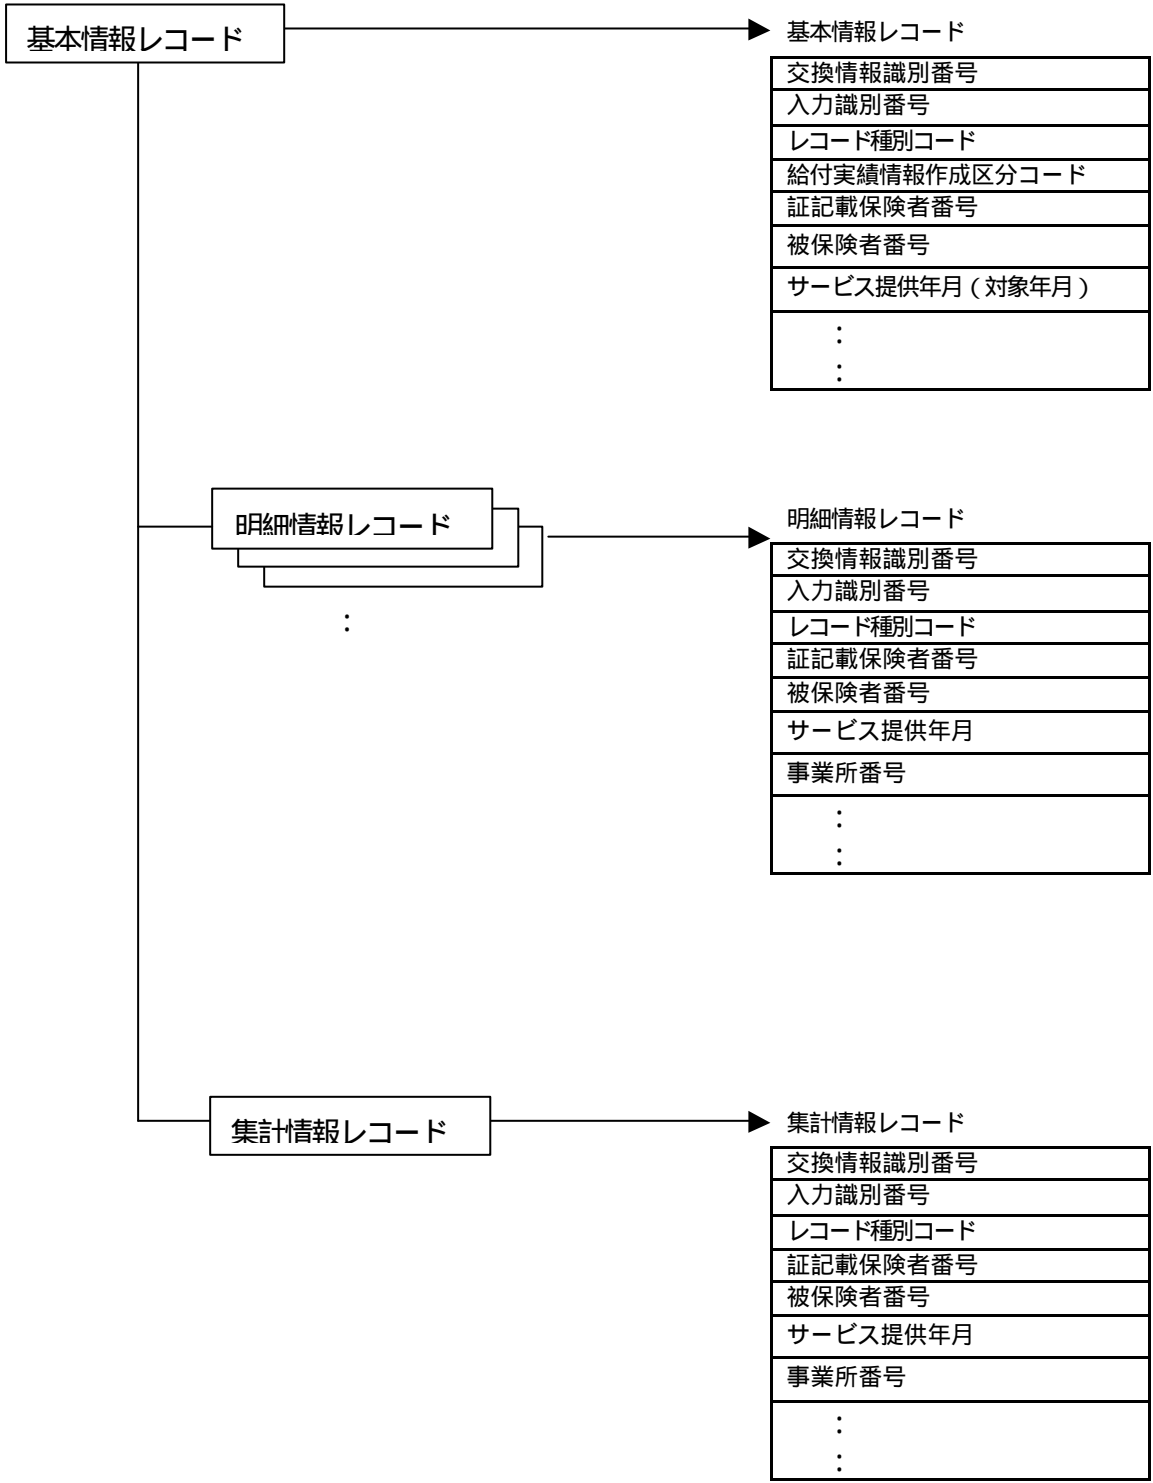 基本情報レコード
基本情報レコード
交換情報識別番号
入力識別番号
レコード種別コード
給付実績情報作成区分コード
証記載保険者番号
被保険者番号
サービス提供年月（対象年月）
：
：
明細情報レコード
：
明細情報レコード
交換情報識別番号
入力識別番号
レコード種別コード
証記載保険者番号
被保険者番号
サービス提供年月
事業所番号
：
：
集計情報レコード
集計情報レコード
交換情報識別番号
入力識別番号
レコード種別コード
証記載保険者番号
被保険者番号
サービス提供年月
事業所番号
：
：